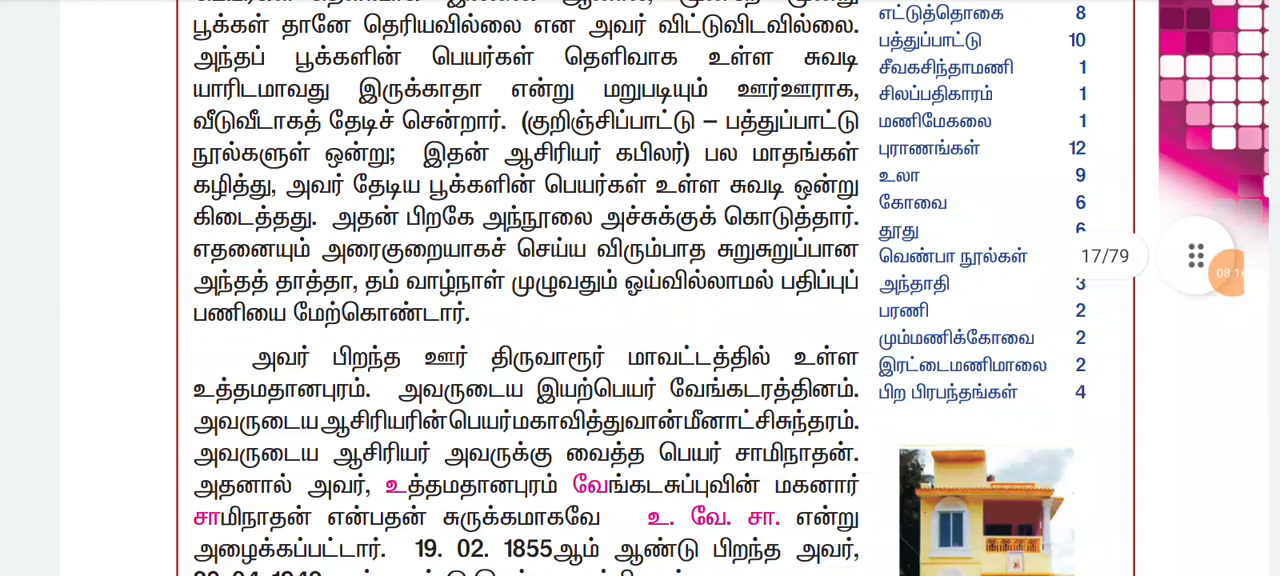 பூக்கள் தானே தெரியவில்லை என அவர் விட்டுவிடவில்லை.
அந்தப் பூக்களின் பெயர்கள் தெளிவாக உள்ள சுவடி
யாரிடமாவது இருக்காதா என்று மறுபடியும் ஊர்ஊராக,
வீடுவீடாகத் தேடிச் சென்றார். (குறிஞ்சிப்பாட்டு – பத்துப்பாட்டு
நூல்களுள் ஒன்று; இதன் ஆசிரியர் கபிலர்) பல மாதங்கள்
கழித்து, அவர் தேடிய பூக்களின் பெயர்கள் உள்ள சுவடி ஒன்று
கிடைத்தது. அதன் பிறகே அந்நூலை அச்சுக்குக் கொடுத்தார்.
எதனையும் அரைகுறையாகச் செய்ய விரும்பாத சுறுசுறுப்பான
அந்தத் தாத்தா, தம் வாழ்நாள் முழுவதும் ஓய்வில்லாமல் பதிப்புப்
பணியை மேற்கொண்டார்.
அவர் பிறந்த ஊர் திருவாரூர் மாவட்டத்தில் உள்ள
உத்தமதானபுரம். அவருடைய இயற்பெயர் வேங்கடரத்தினம்.
அவருடைய ஆசிரியரின் பெயர் மகாவித்துவான் மீனாட்சிசுந்தரம்.
அவருடைய ஆசிரியர் அவருக்கு வைத்த பெயர் சாமிநாதன்.
அதனால் அவர், உத்தமதானபுரம் வேங்கடசுப்புவின் மகனார்
சாமிநாதன் என்பதன் சுருக்கமாகவே உ. வே. சா. என்று
அழைக்கப்பட்டார். 19. 02. 1855ஆம் ஆண்டு பிறந்த அவர்,
எட்டுத்தொகை 8
பத்துப்பாட்டு 10
சீவகசிந்தாமணி 1
சிலப்பதிகாரம் 1
மணிமேகலை 1
புராணங்கள் 12
உலா 9
கோவை 6
தூது 6
வெண்பா நூல்கள்
அந்தாதி 3
பரணி 2
மும்மணிக்கோவை 2
இரட்டைமணிமாலை 2
பிற பிரபந்தங்கள் 4
17/79
08:16